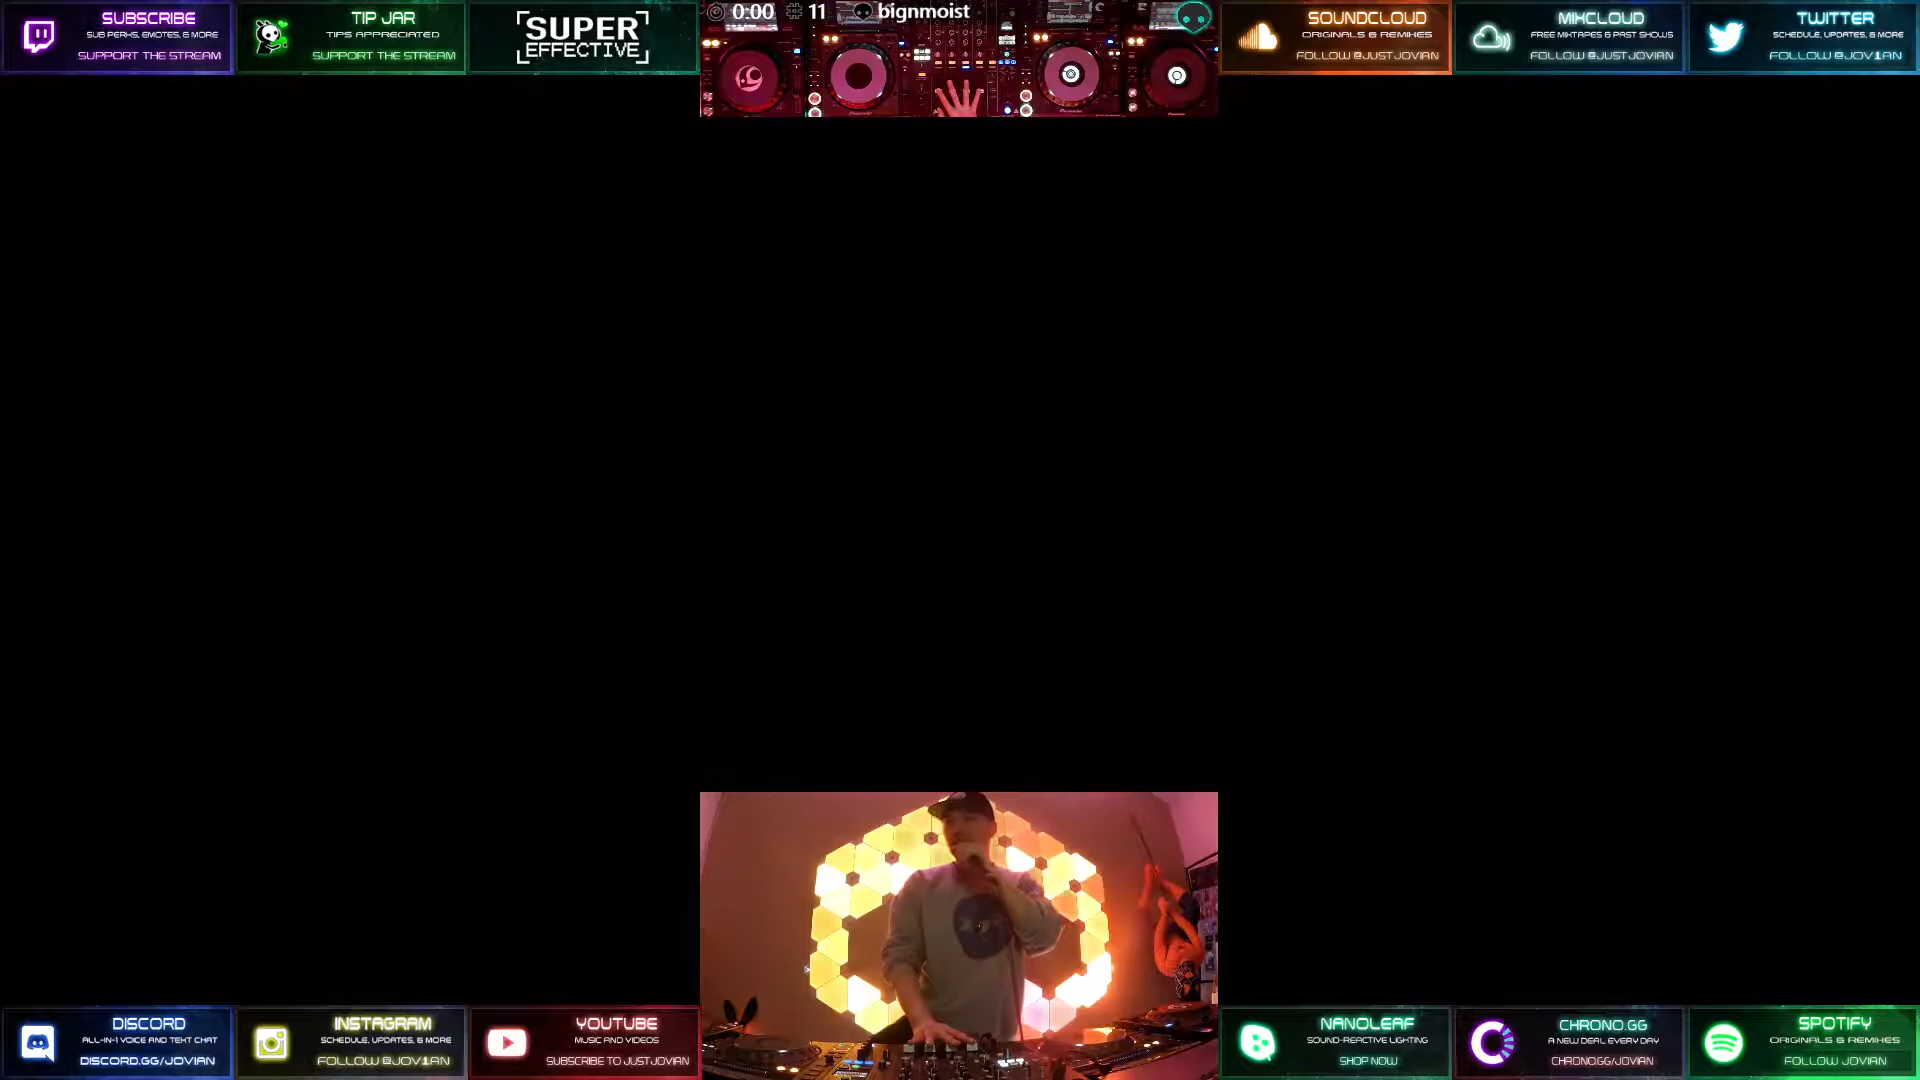 SUBSCRIBE
SUB PERKS, EMOTES, & MORE
SUPPORT THE STREAM
TIP JAR
TIPS APPRECIATED
SUPPORT THE STREAM
SUPER
EFFECTIVE
0:00 # 11 bignmoist
SOUNDCLOUD
ORIGINALS & REMIXES
FOLLOW @JUSTJOVIAN
MIXCLOUD
FREE MIXTAPES & PAST SHOWS
FOLLOW @JUSTJOVIAN
TWITTER
SCHEDULE, UPDATES, & MORE
FOLLOW @JOV1AN
DISCORD
ALL-IN-1 VOICE AND TEXT CHAT
DISCORD.GG/JOVIAN
INSTAGRAM
SCHEDULE, UPDATES, & MORE
FOLLOW @JOV1AN
YOUTUBE
MUSIC AND VIDEOS
SUBSCRIBE TO JUSTJOVIAN
NANOLEAF
SOUND-REACTIVE LIGHTING
SHOP NOW
CHRONO.GG
A NEW DEAL EVERY DAY
CHRONO.GG/JOVIAN
SPOTIFY
ORIGINALS & REMIXES
FOLLOW JOVIAN